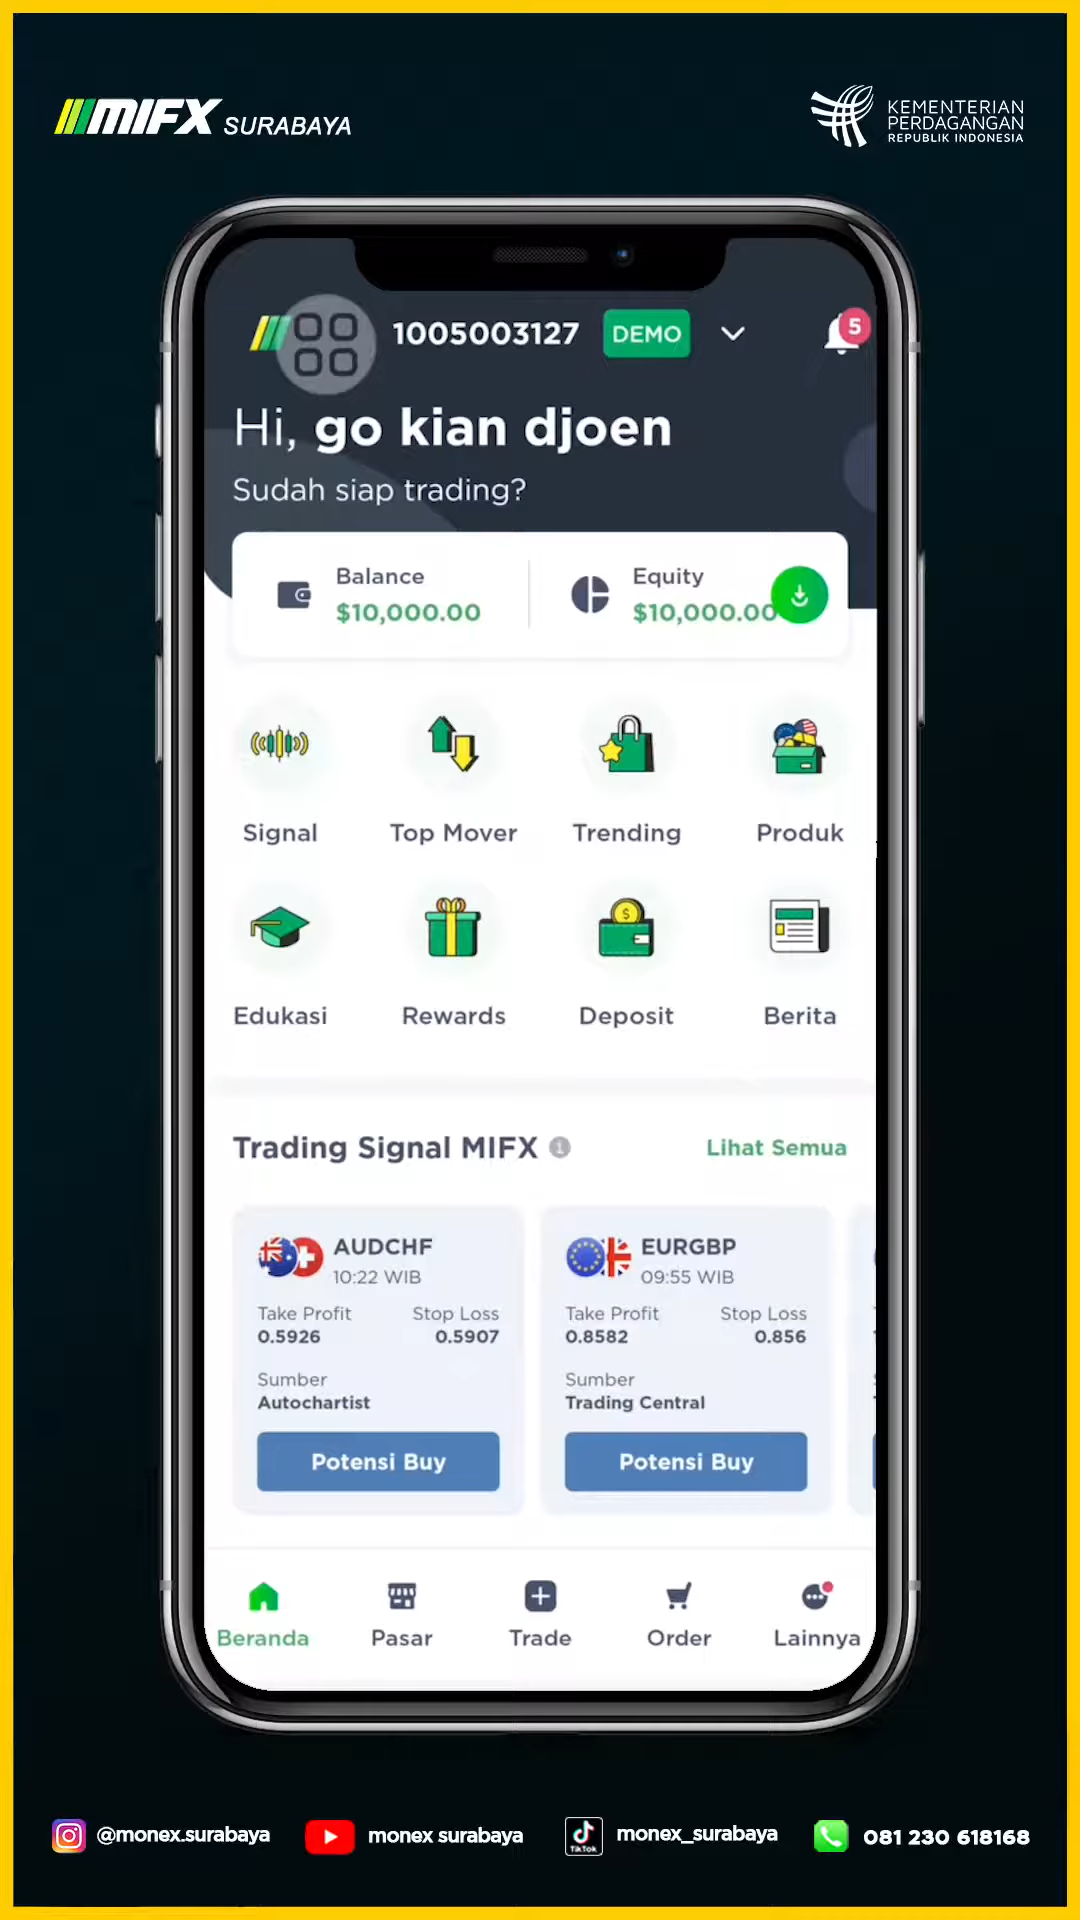 MIFX SURABAYA
KEMENTERIAN
PERDAGANGAN
REPUBLIK INDONESIA
1005003127 DEMO
5
Hi, go kian djoen
Sudah siap trading?
Balance
$10,000.00
Equity
$10,000.00
Signal
Top Mover
Trending
Produk
Edukasi
Rewards
Deposit
Berita
Trading Signal MIFX
Lihat Semua
AUDCHF
10:22 WIB
Take Profit Stop Loss
0.5926 0.5907
Sumber
Autochartist
Potensi Buy
EURGBP
09:55 WIB
Take Profit Stop Loss
0.8582 0.856
Sumber
Trading Central
Potensi Buy
Beranda
Pasar
Trade
Order
Lainnya
@monex.surabaya
monex surabaya
TikTok
monex_surabaya
081 230 618168